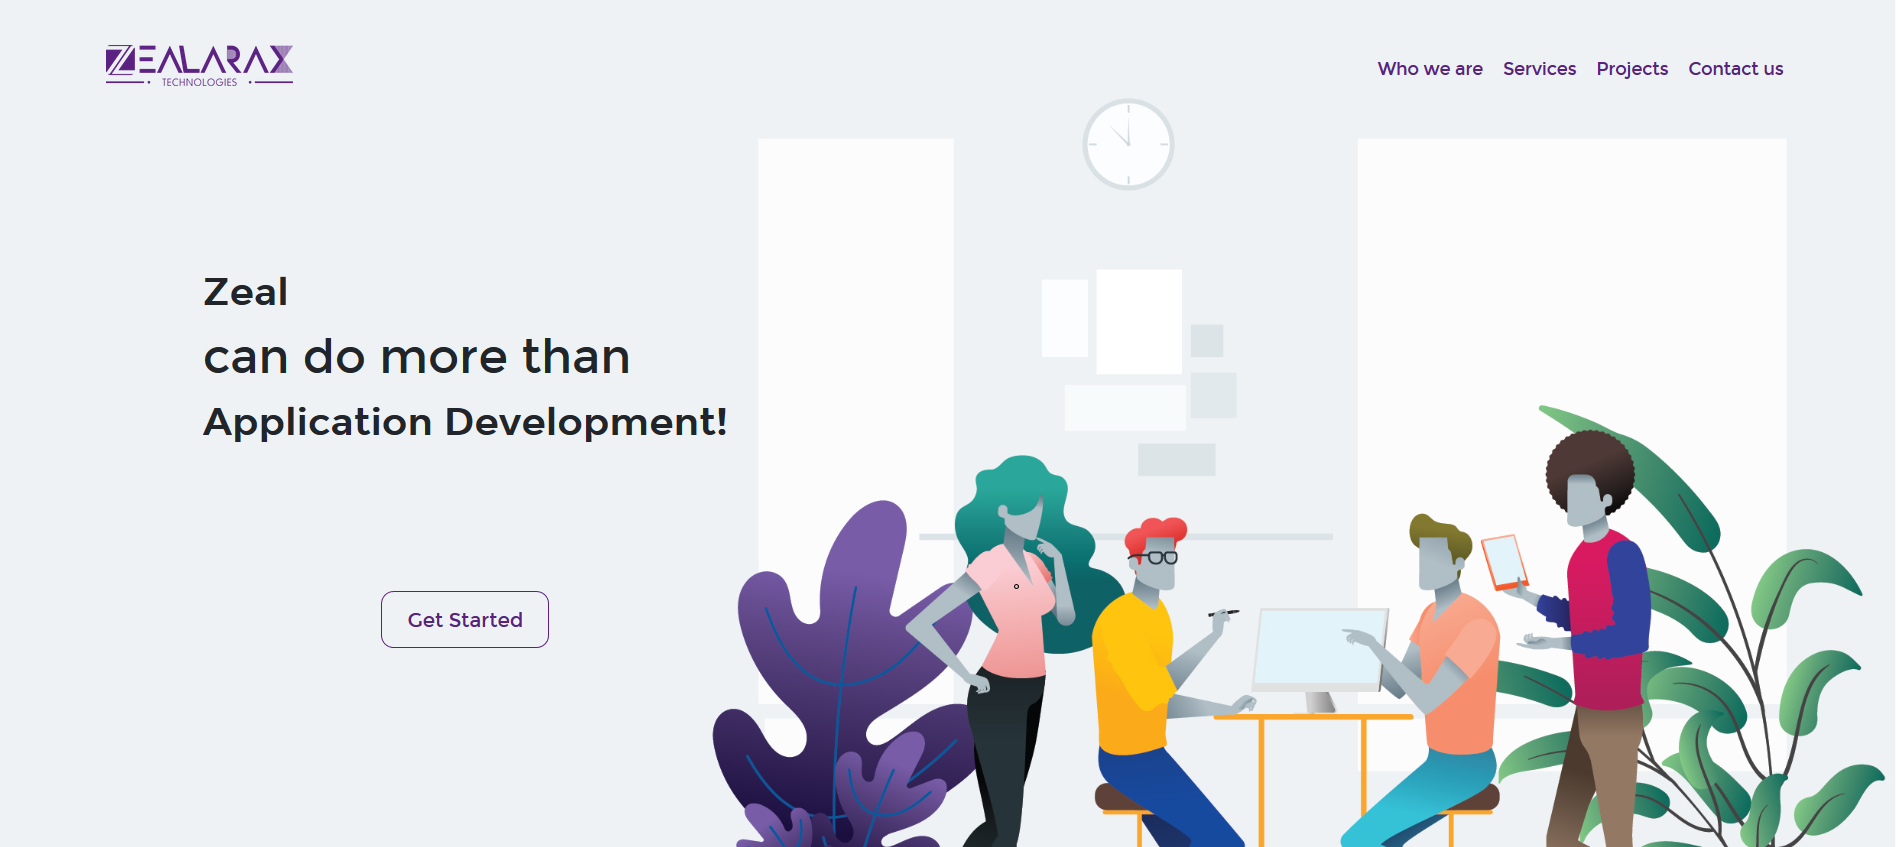 ZEALARAX
TECHNOLOGIES
Who we are Services Projects Contact us
Zeal
can do more than
Application Development!
Get Started